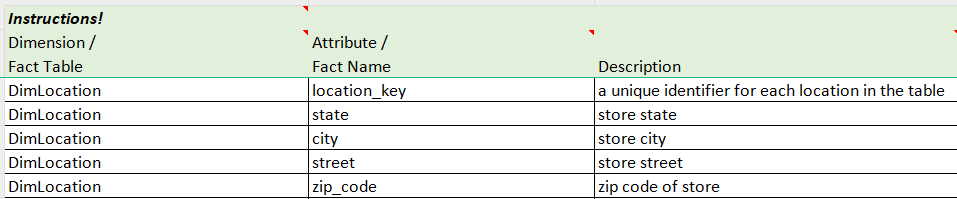 Instructions!
Dimension / Attribute /
Fact Table Fact Name Description
DimLocation location_key a unique identifier for each location in the table
DimLocation state store state
DimLocation city store city
DimLocation street store street
DimLocation zip_code zip code of store